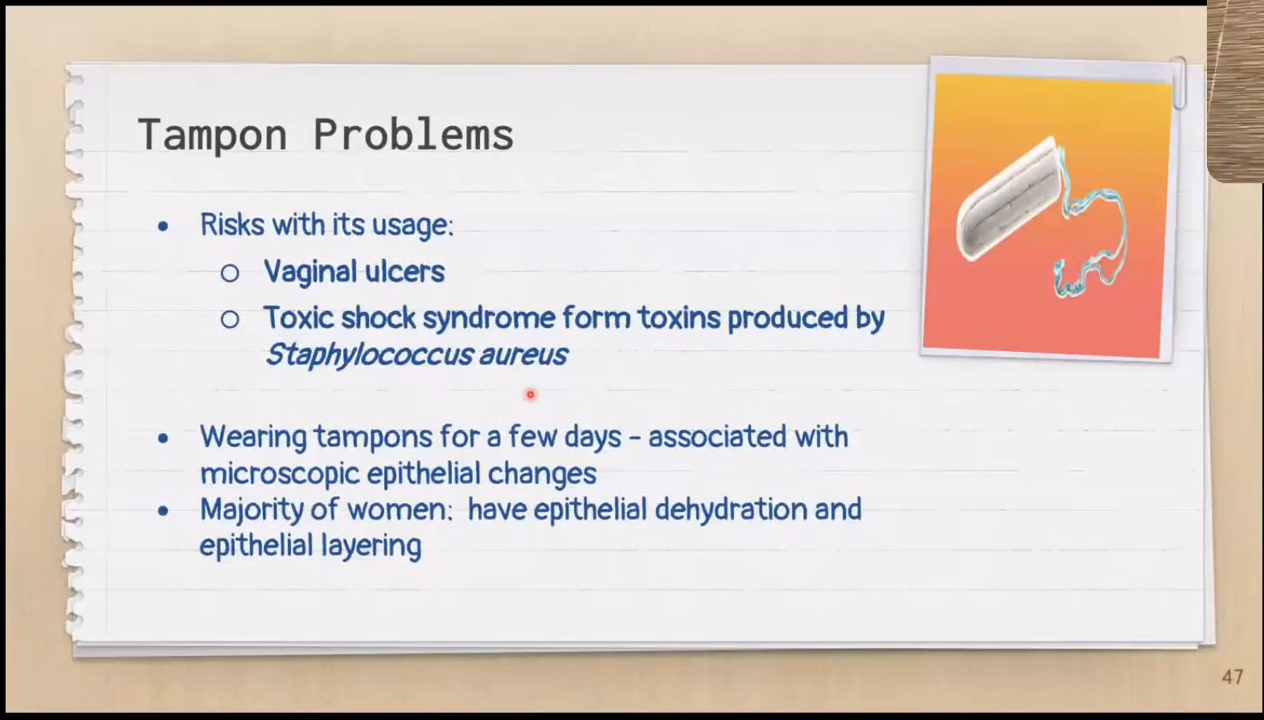 Tampon Problems
• Risks with its usage:
○ Vaginal ulcers
○ Toxic shock syndrome form toxins produced by
Staphylococcus aureus
• Wearing tampons for a few days - associated with
microscopic epithelial changes
• Majority of women: have epithelial dehydration and
epithelial layering
47